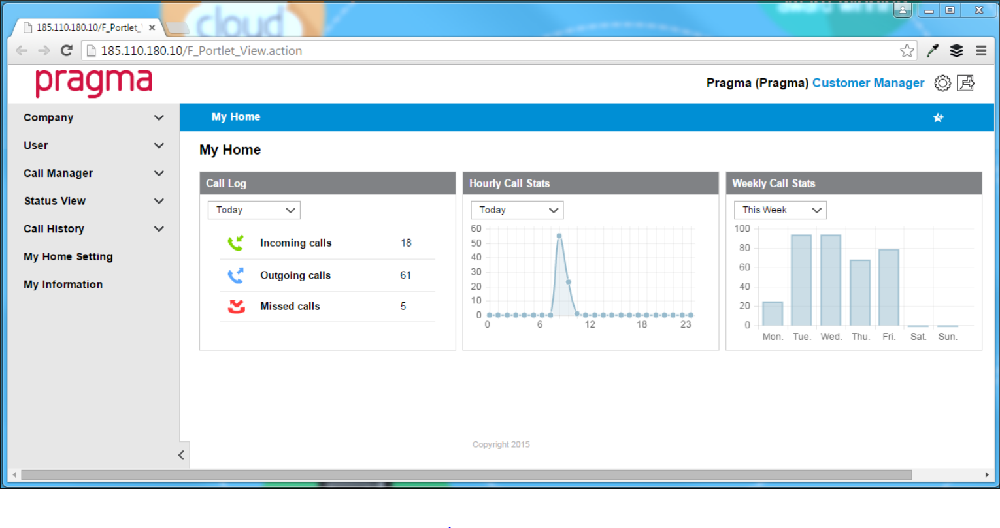 cloud
185.110.180.10/F_Portlet_
185.110.180.10/F_Portlet_View.action
pragma
Pragma (Pragma) Customer Manager
Company
User
Call Manager
Status View
Call History
My Home Setting
My Information
My Home
My Home
Call Log
Today
Incoming calls 18
Outgoing calls 61
Missed calls 5
Hourly Call Stats
Today
60
50
40
30
20
10
0
0 6 12 18 23
Weekly Call Stats
This Week
100
80
60
40
20
0
Mon. Tue. Wed. Thu. Fri. Sat. Sun.
Copyright 2015